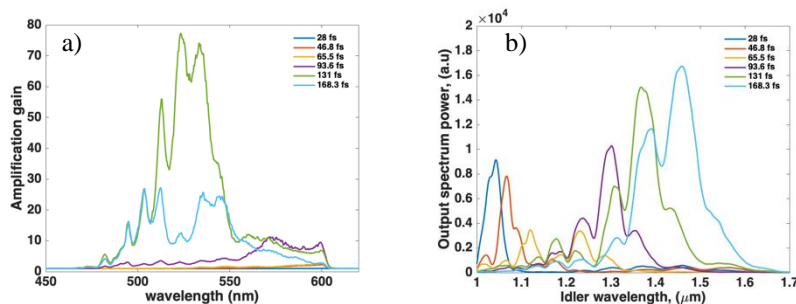 a)
Amplification gain
80
70
60
50
40
30
20
10
0
450
500
550
600
wavelength (nm)
28 fs
46.8 fs
65.5 fs
93.6 fs
131 fs
168.3 fs
b)
×10⁴
Output spectrum power, (a.u)
2
1.8
1.6
1.4
1.2
1
0.8
0.6
0.4
0.2
0
1
1.1
1.2
1.3
1.4
1.5
1.6
1.7
Idler wavelength, (μm)
28 fs
46.8 fs
65.5 fs
93.6 fs
131 fs
168.3 fs